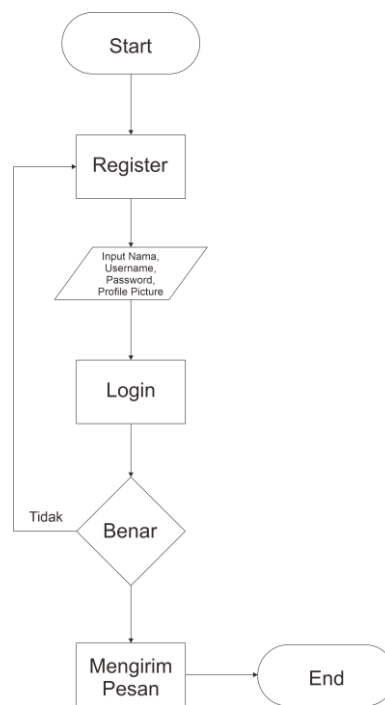 Start
Register
Input Nama,
Username,
Password,
Profile Picture
Login
Tidak
Benar
Mengirim
Pesan
End